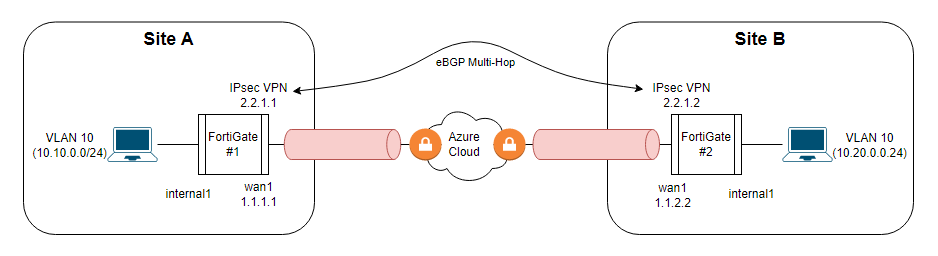 Site A
Site B
eBGP Multi-Hop
IPsec VPN
2.2.1.1
IPsec VPN
2.2.1.2
VLAN 10
(10.10.0.0/24)
FortiGate
#1
Azure
Cloud
FortiGate
#2
VLAN 10
(10.20.0.0.24)
internal1
wan1
1.1.1.1
wan1
1.1.2.2
internal1